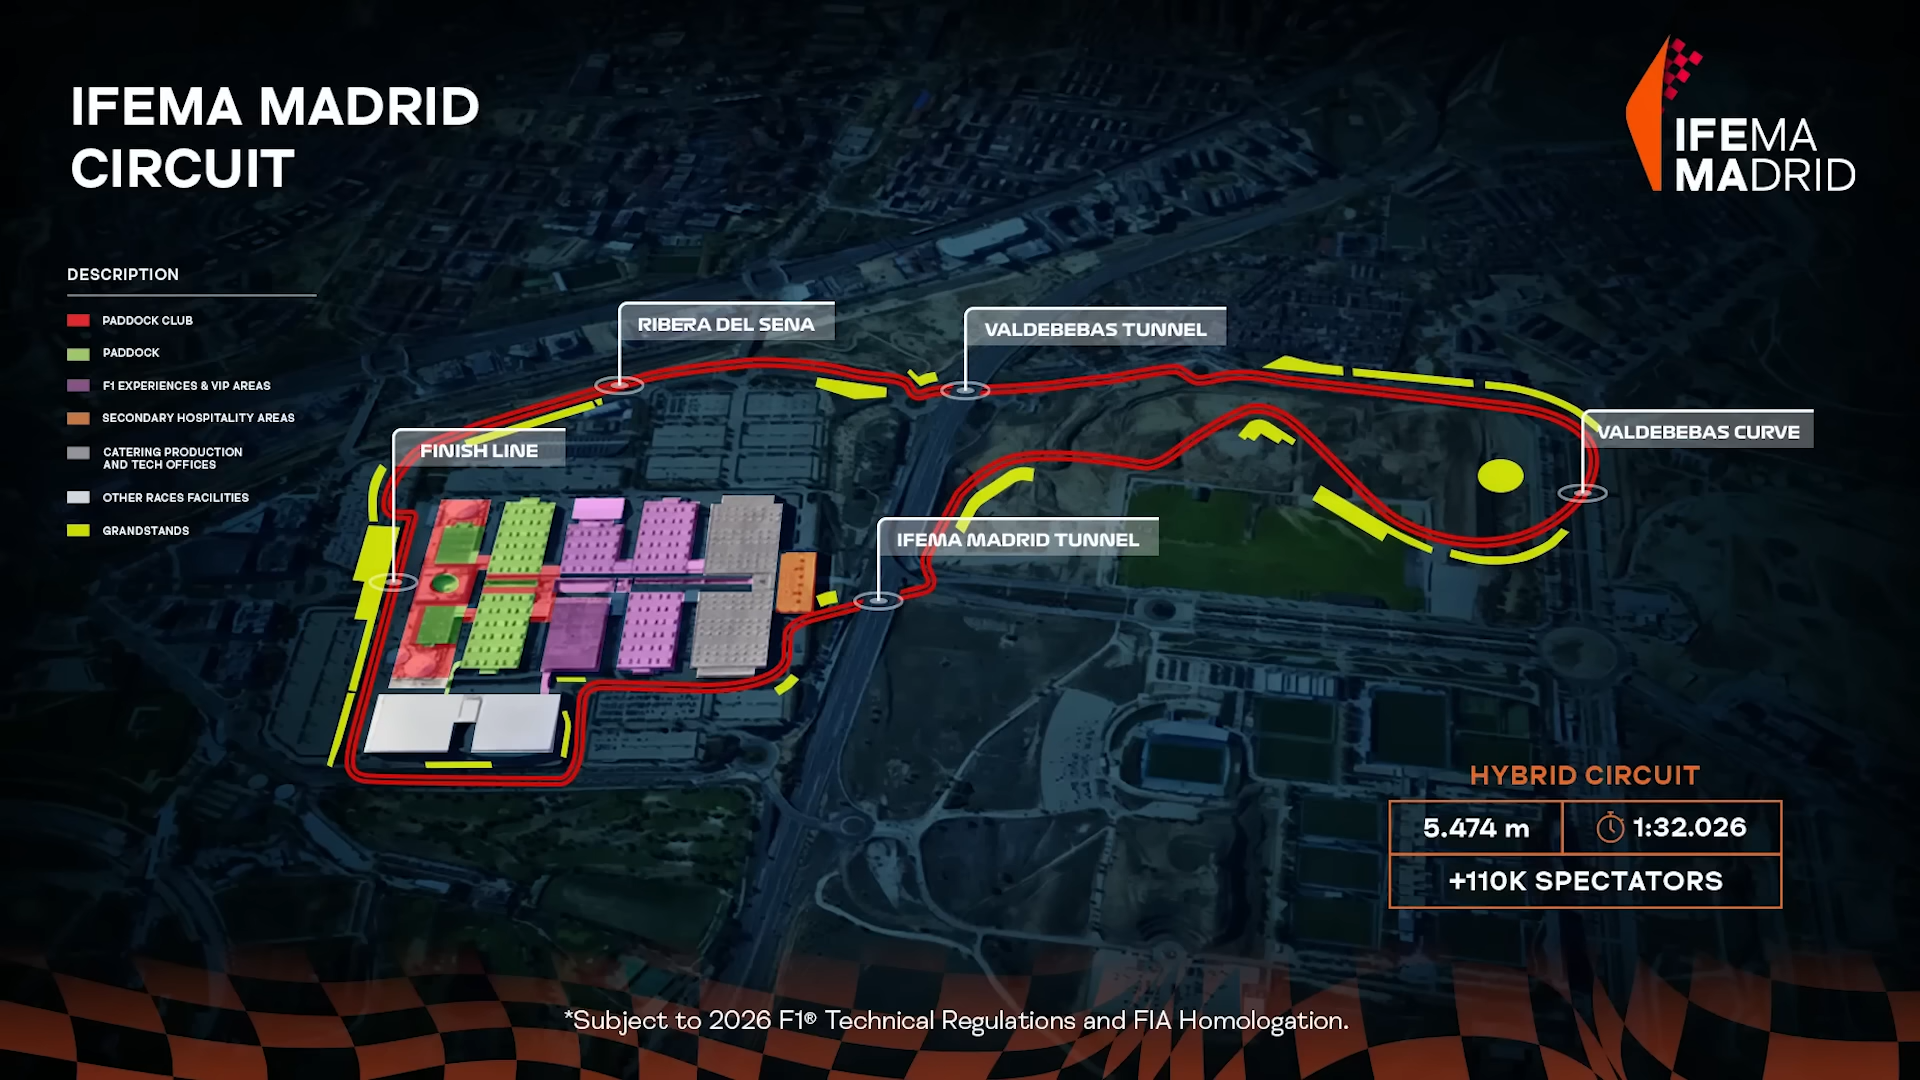 IFEMA MADRID
CIRCUIT
IFEMA
MADRID
DESCRIPTION
PADDOCK CLUB
PADDOCK
F1 EXPERIENCES & VIP AREAS
SECONDARY HOSPITALITY AREAS
CATERING PRODUCTION
AND TECH OFFICES
OTHER RACES FACILITIES
GRANDSTANDS
RIBERA DEL SENA
VALDEBEBAS TUNNEL
VALDEBEBAS CURVE
FINISH LINE
IFEMA MADRID TUNNEL
HYBRID CIRCUIT
5.474 m
1:32.026
+110K SPECTATORS
*Subject to 2026 F1® Technical Regulations and FIA Homologation.